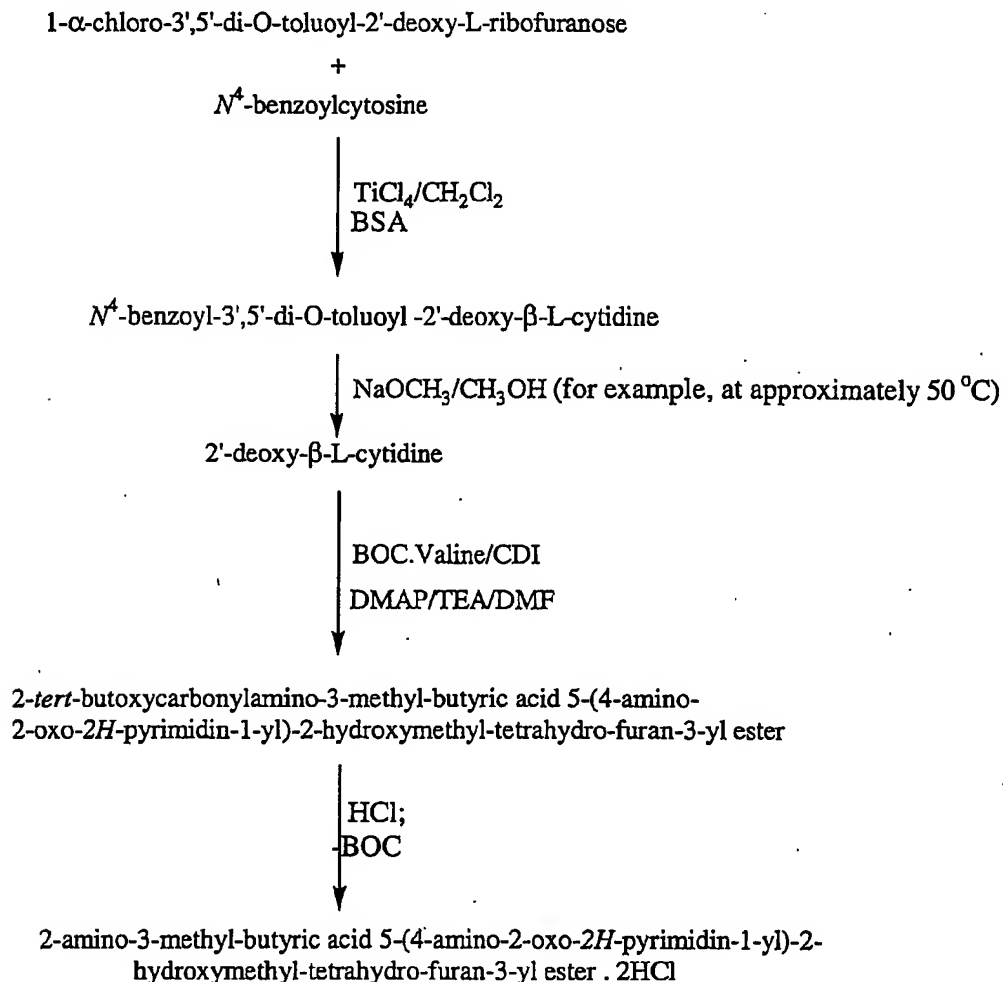 1-α-chloro-3',5'-di-O-toluoyl-2'-deoxy-L-ribofuranose
+
N⁴-benzoylcytosine
TiCl₄/CH₂Cl₂
BSA
N⁴-benzoyl-3',5'-di-O-toluoyl -2'-deoxy-β-L-cytidine
NaOCH₃/CH₃OH (for example, at approximately 50 °C)
2'-deoxy-β-L-cytidine
BOC.Valine/CDI
DMAP/TEA/DMF
2-tert-butoxycarbonylamino-3-methyl-butyric acid 5-(4-amino-
2-oxo-2H-pyrimidin-1-yl)-2-hydroxymethyl-tetrahydro-furan-3-yl ester
HCl;
-BOC
2-amino-3-methyl-butyric acid 5-(4-amino-2-oxo-2H-pyrimidin-1-yl)-2-
hydroxymethyl-tetrahydro-furan-3-yl ester . 2HCl